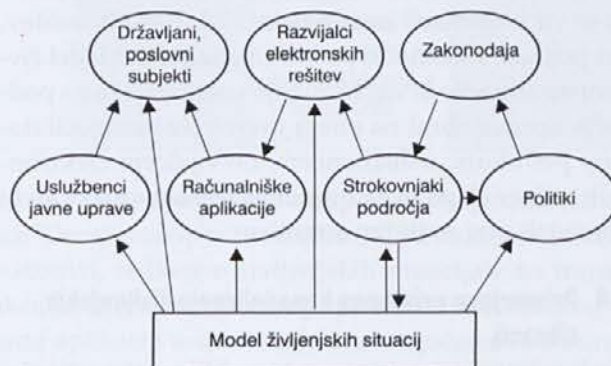 Državljani,
poslovni
subjekti
Razvijalci
elektronskih
rešitev
Zakonodaja
Uslužbenci
javne uprave
Računalniške
aplikacije
Strokovnjaki
področja
Politiki
Model življenjskih situacij